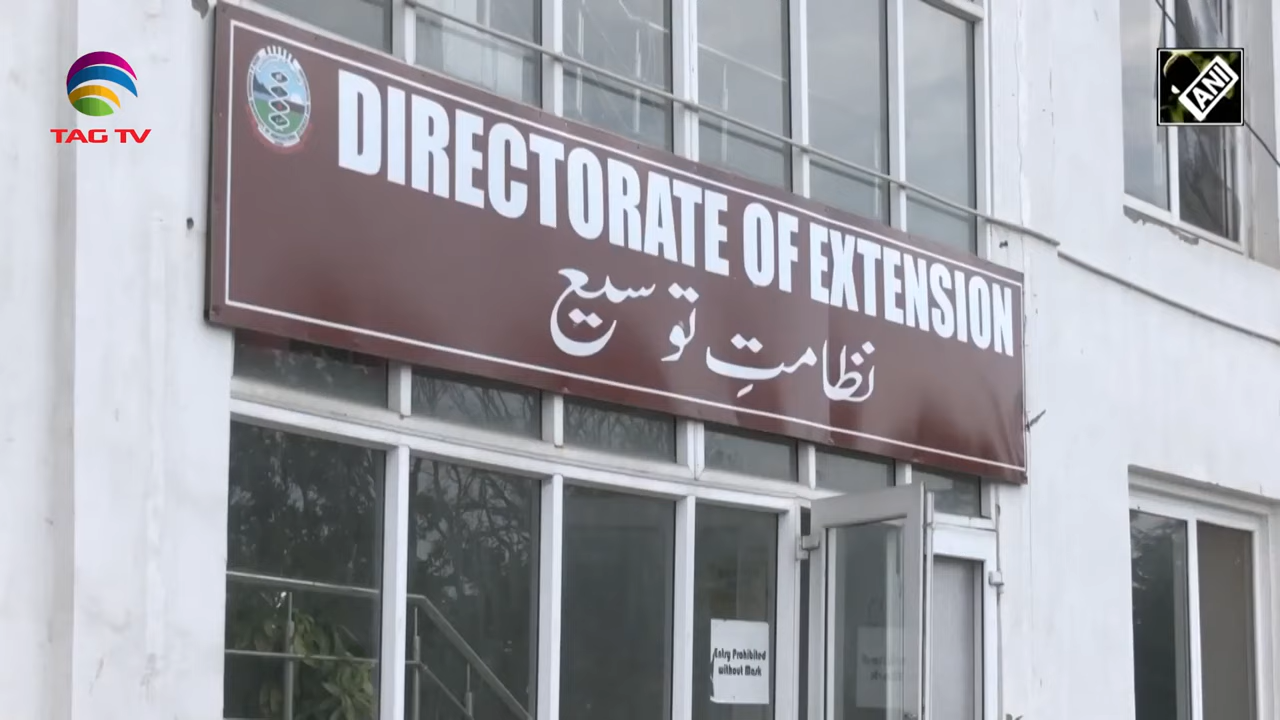 TAG TV
ANI
DIRECTORATE OF EXTENSION
نظامتِ توسیع
Entry Prohibited
without Mask